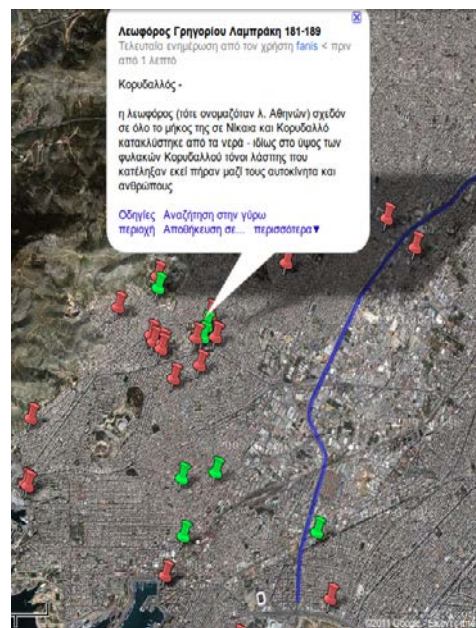 Λεωφόρος Γρηγορίου Λαμπράκη 181-189
Τελευταία ενημέρωση από τον χρήστη fanis < πριν
από 1 λεπτό
Κορυδαλλός -
η λεωφόρος (τότε ονομαζόταν λ. Αθηνών) σχεδόν
σε όλο το μήκος της σε Νίκαια και Κορυδαλλό
κατακλύστηκε από τα νερά - ιδίως στο ύψος των
φυλακών Κορυδαλλού τόνοι λάσπης που
κατέληξαν εκεί πήραν μαζί τους αυτοκίνητα και
ανθρώπους
Οδηγίες Αναζήτηση στην γύρω
περιοχή Αποθήκευση σε... περισσότερα▼
©2011 Google -